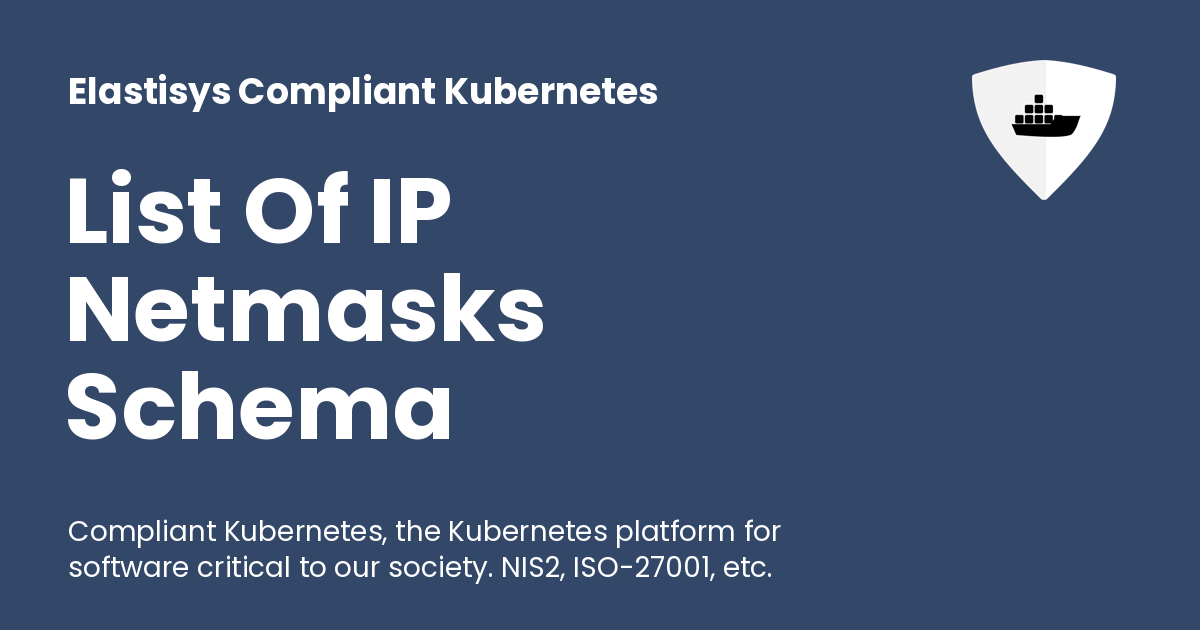 Elastisys Compliant Kubernetes
List Of IP
Netmasks
Schema
Compliant Kubernetes, the Kubernetes platform for
software critical to our society. NIS2, ISO-27001, etc.